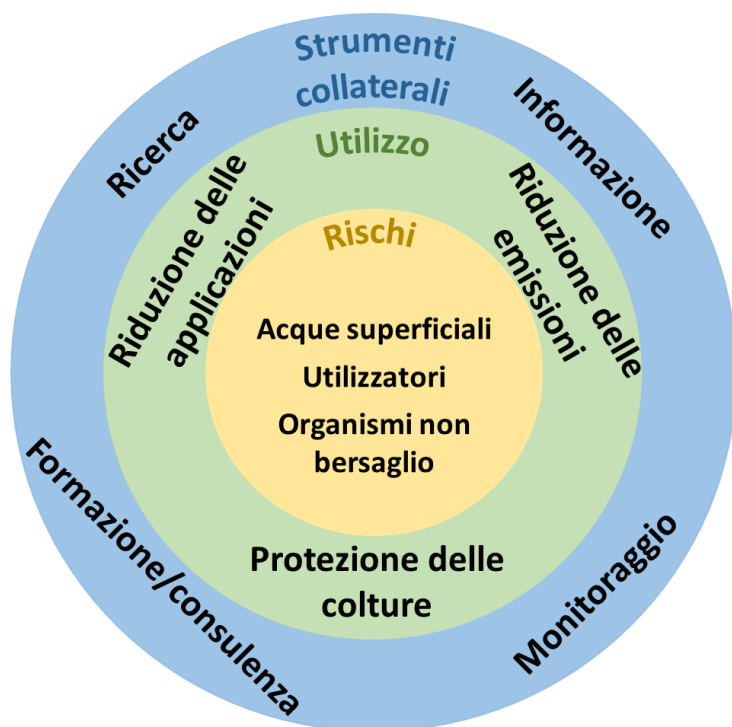 Strumenti
collaterali
Ricerca
Informazione
Utilizzo
Riduzione delle
applicazioni
Riduzione delle
emissioni
Rischi
Acque superficiali
Utilizzatori
Organismi non
bersaglio
Protezione delle
colture
Formazione/consulenza
Monitoraggio